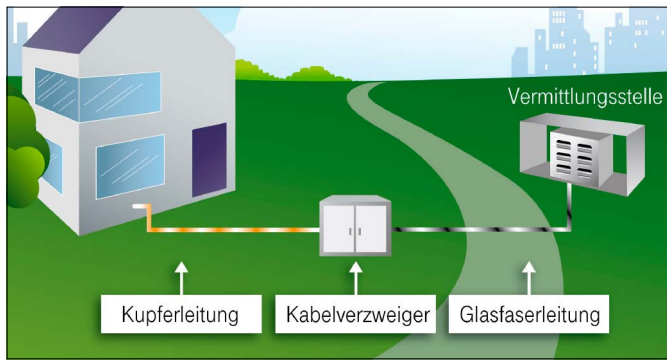 Vermittlungsstelle
Kupferleitung
Kabelverzweiger
Glasfaserleitung